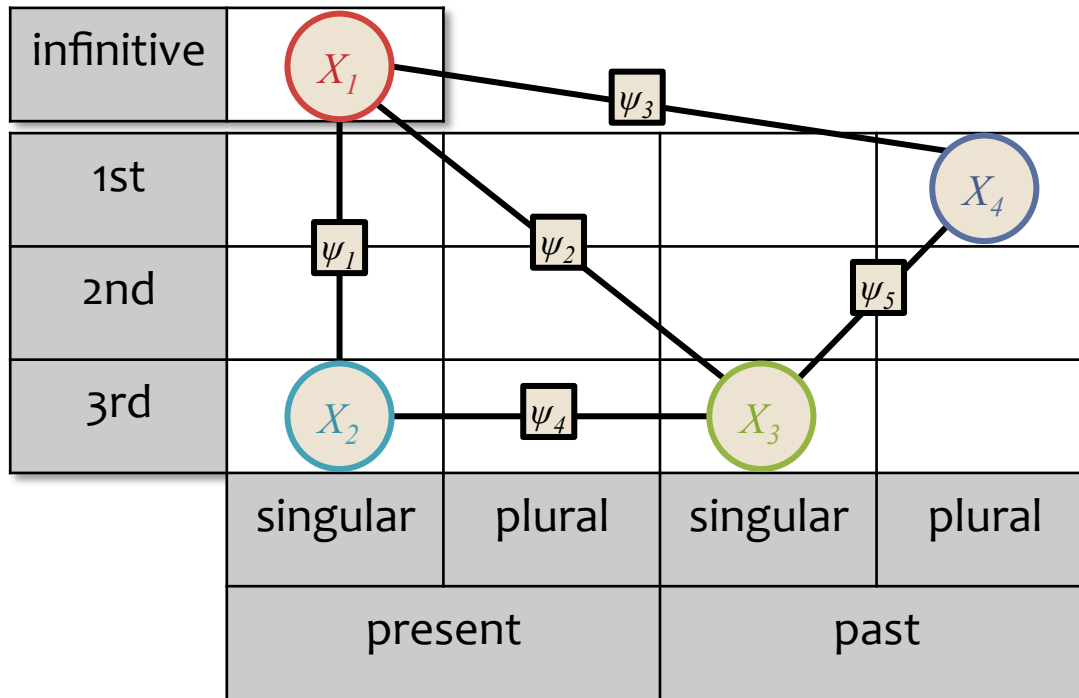 infinitive X₁
ψ₃
1st X₄
ψ₁ ψ₂
2nd ψ₅
3rd X₂ ψ₄ X₃
singular plural singular plural
present past